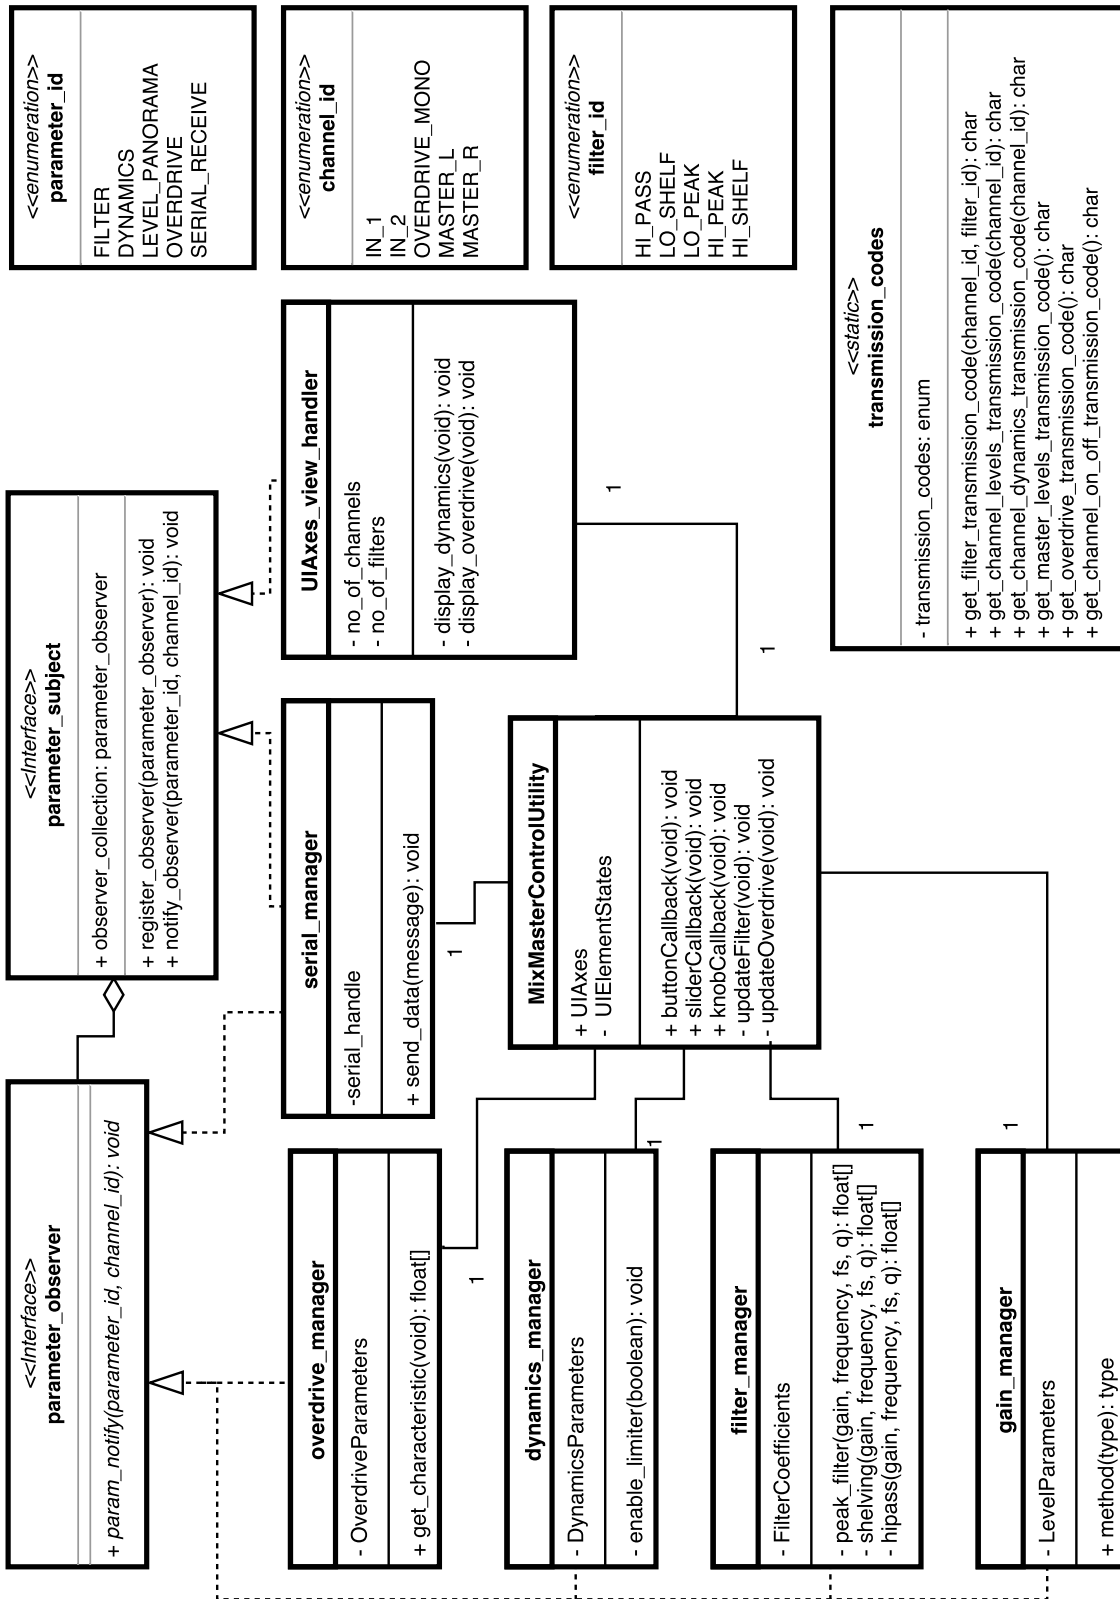 <<Interface>>
parameter_observer
+ param_notify(parameter_id, channel_id): void
<<Interface>>
parameter_subject
+ observer_collection: parameter_observer
+ register_observer(parameter_observer): void
+ notify_observer(parameter_id, channel_id): void
<<enumeration>>
parameter_id
FILTER
DYNAMICS
LEVEL_PANORAMA
OVERDRIVE
SERIAL_RECEIVE
overdrive_manager
- OverdriveParameters
+ get_characteristic(void): float[]
1
serial_manager
-serial_handle
+ send_data(message): void
1
UIAxes_view_handler
- no_of_channels
- no_of_filters
- display_dynamics(void): void
- display_overdrive(void): void
1
<<enumeration>>
channel_id
IN_1
IN_2
OVERDRIVE_MONO
MASTER_L
MASTER_R
dynamics_manager
- DynamicsParameters
- enable_limiter(boolean): void
1
MixMasterControlUtility
+ UIAxes
- UIElementStates
+ buttonCallback(void): void
+ sliderCallback(void): void
+ knobCallback(void): void
- updateFilter(void): void
- updateOverdrive(void): void
1
<<enumeration>>
filter_id
HI_PASS
LO_SHELF
LO_PEAK
HI_PEAK
HI_SHELF
filter_manager
- FilterCoefficients
- peak_filter(gain, frequency, fs, q): float[]
- shelving(gain, frequency, fs, q): float[]
- hipass(gain, frequency, fs, q): float[]
1
gain_manager
- LevelParameters
+ method(type): type
1
<<static>>
transmission_codes
- transmission_codes: enum
+ get_filter_transmission_code(channel_id, filter_id): char
+ get_channel_levels_transmission_code(channel_id): char
+ get_channel_dynamics_transmission_code(channel_id): char
+ get_master_levels_transmission_code(): char
+ get_overdrive_transmission_code(): char
+ get_channel_on_off_transmission_code(): char